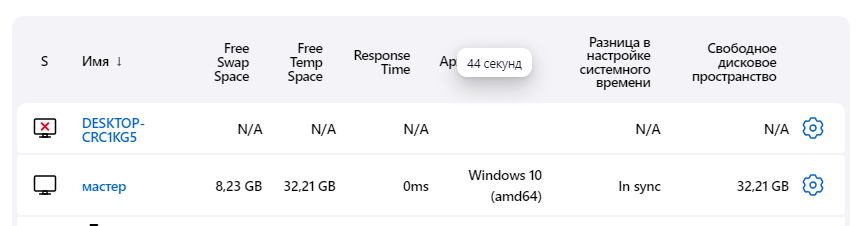 S
Имя ↓
Free
Swap
Space
Free
Temp
Space
Response
Time
Ар
44 секунд
Разница в
настройке
системного
времени
Свободное
дисковое
пространство
DESKTOP-
CRC1KG5
N/A
N/A
N/A
N/A
N/A
мастер
8,23 GB
32,21 GB
0ms
Windows 10
(amd64)
In sync
32,21 GB